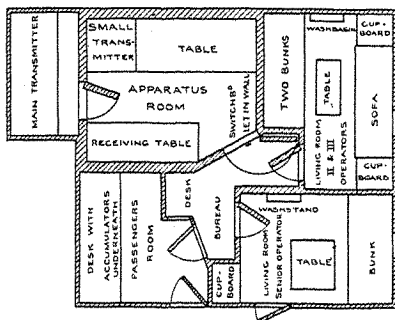 MAIN TRANSMITTER
SMALL
TRANS-
MITTER
TABLE
APPARATUS
ROOM
RECEIVING TABLE
SWITCHBD
LET IN WALL
TWO BUNKS
WASHBASIN
CUP-
BOARD
TABLE
LIVING ROOM
II & III
OPERATORS
SOFA
CUP-
BOARD
DESK WITH
ACCUMULATORS
UNDERNEATH
PASSENGERS
ROOM
DESK
BUREAU
CUP-
BOARD
WASHSTAND
LIVING ROOM
SENIOR OPERATOR
TABLE
BUNK